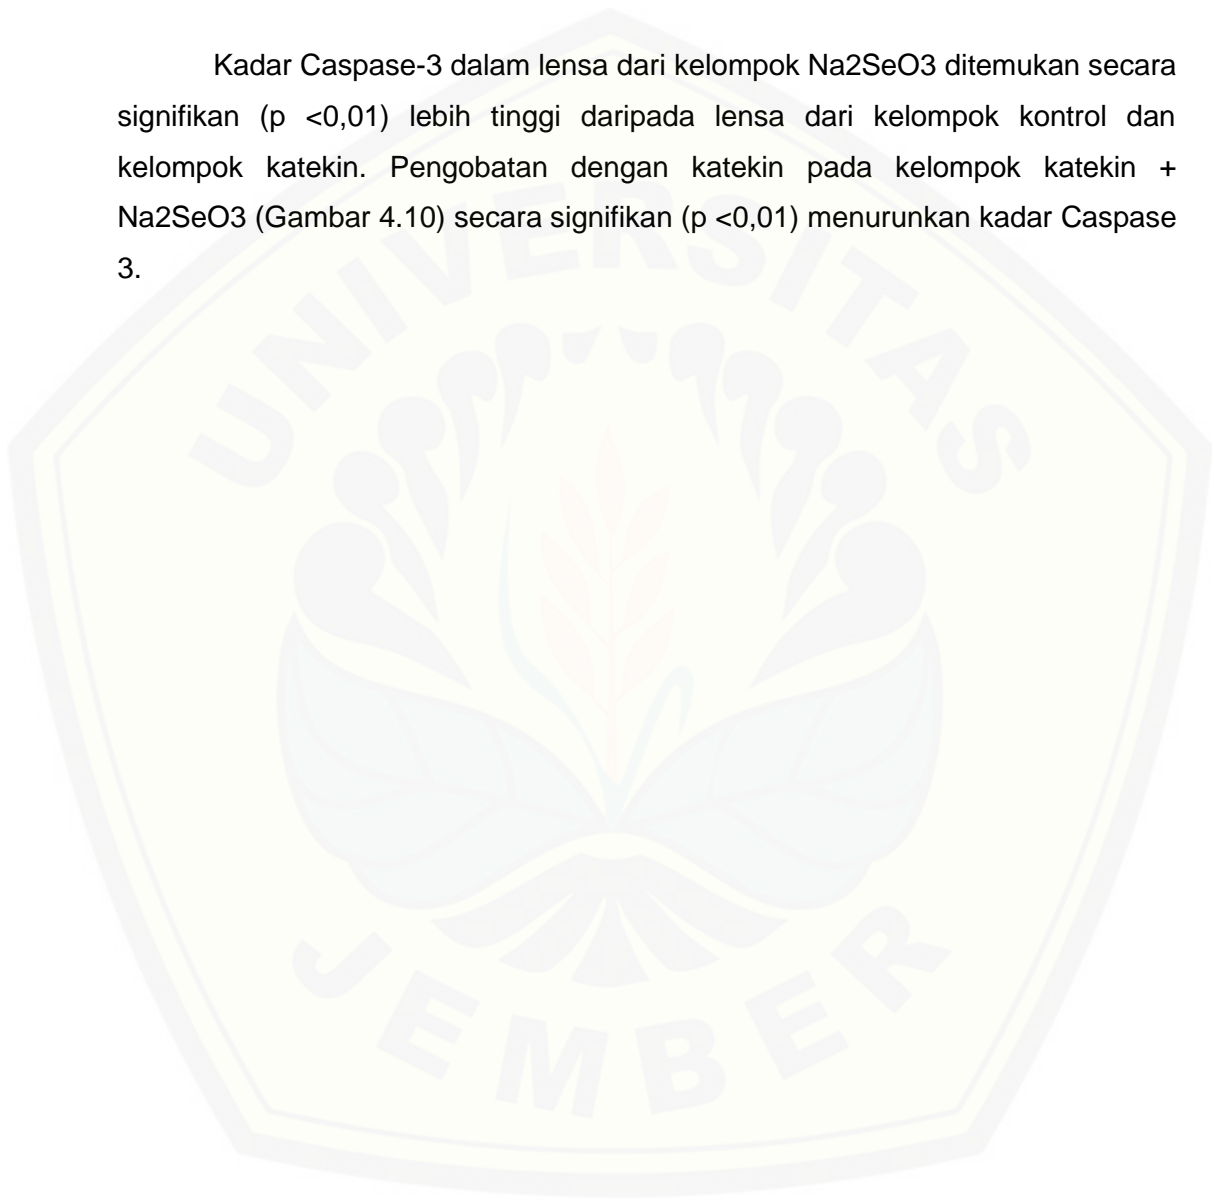 Kadar Caspase-3 dalam lensa dari kelompok Na2SeO3 ditemukan secara
signifikan (p <0,01) lebih tinggi daripada lensa dari kelompok kontrol dan
kelompok katekin. Pengobatan dengan katekin pada kelompok katekin +
Na2SeO3 (Gambar 4.10) secara signifikan (p <0,01) menurunkan kadar Caspase
3.
UNIVERSITAS
JEMBER